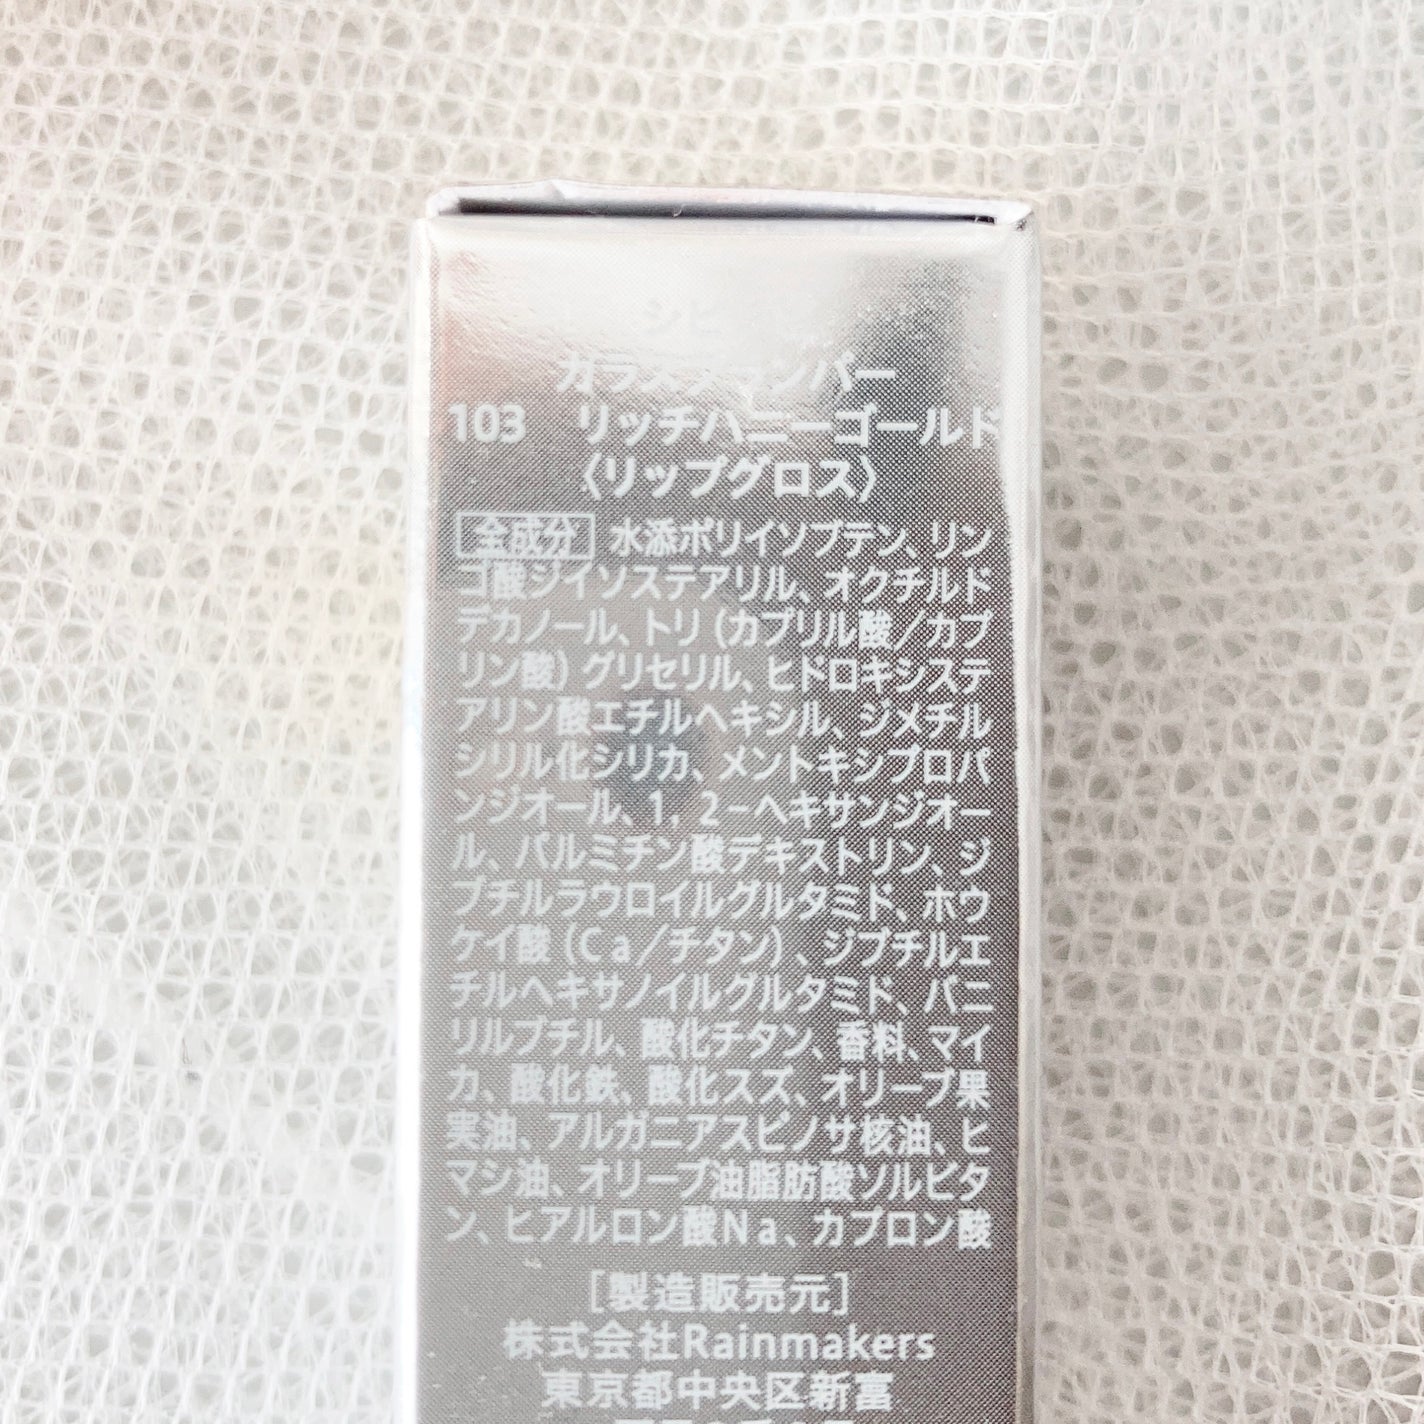 ガラスプランパー
103　リッチハニーゴールド
〈リップグロス〉
全成分 水添ポリイソブテン、リン
ゴ酸ジイソステアリル、オクチルド
デカノール、トリ（カプリル酸／カプ
リン酸）グリセリル、ヒドロキシステ
アリン酸エチルヘキシル、ジメチル
シリル化シリカ、メントキシプロパ
ンジオール、1，2－ヘキサンジオー
ル、パルミチン酸デキストリン、ジ
ブチルラウロイルグルタミド、ホウ
ケイ酸（Ca／チタン）、ジブチルエ
チルヘキサノイルグルタミド、バニ
リルブチル、酸化チタン、香料、マイ
カ、酸化鉄、酸化スズ、オリーブ果
実油、アルガニアスピノサ核油、ヒ
マシ油、オリーブ油脂肪酸ソルビタ
ン、ヒアルロン酸Na、カプロン酸
［製造販売元］
株式会社Rainmakers
東京都中央区新富